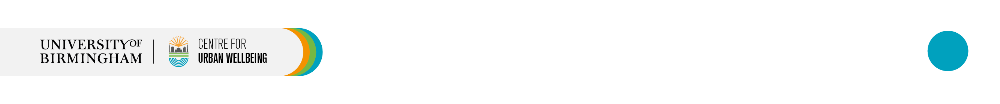 UNIVERSITY OF
BIRMINGHAM
CENTRE FOR
URBAN WELLBEING